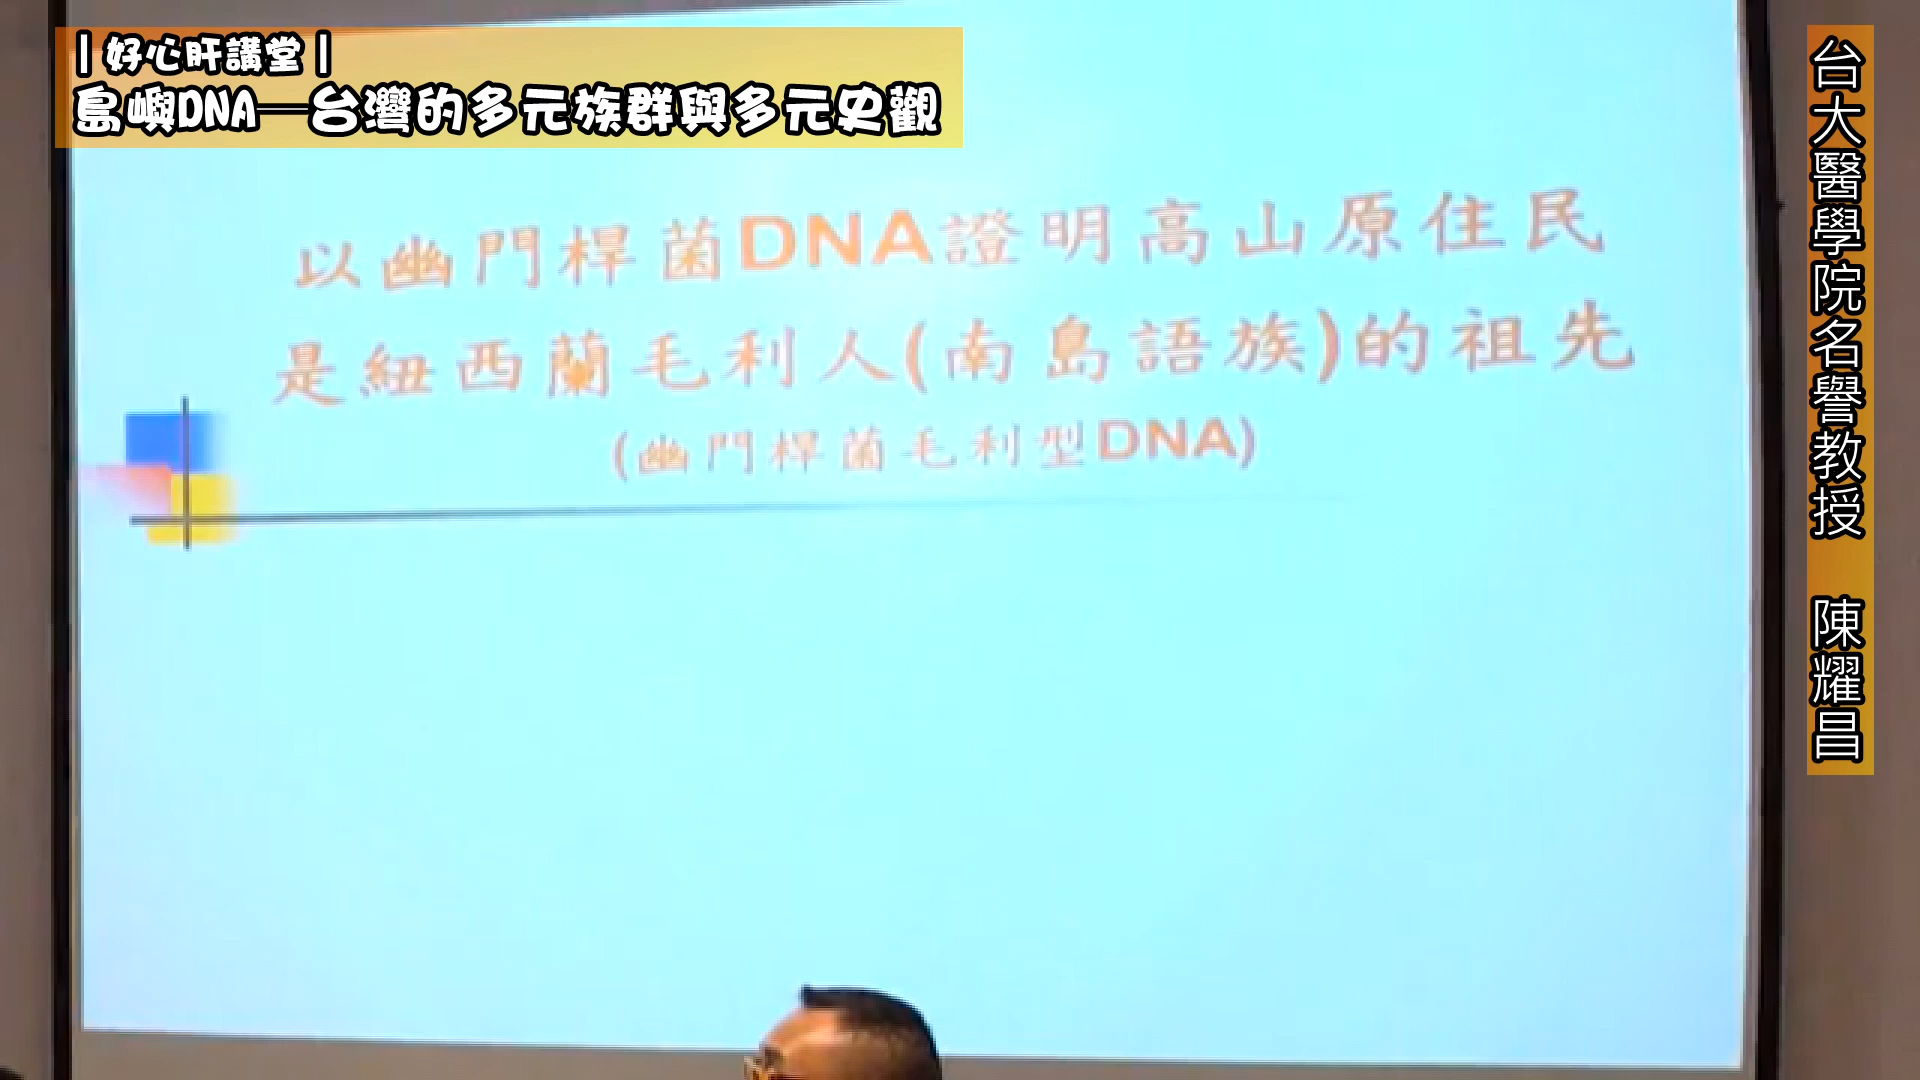 |好心肝講堂|
島嶼DNA—台灣的多元族群與多元史觀
以幽門桿菌DNA證明高山原住民
是紐西蘭毛利人(南島語族)的祖先
(幽門桿菌毛利型DNA)
台大醫學院名譽教授 陳耀昌